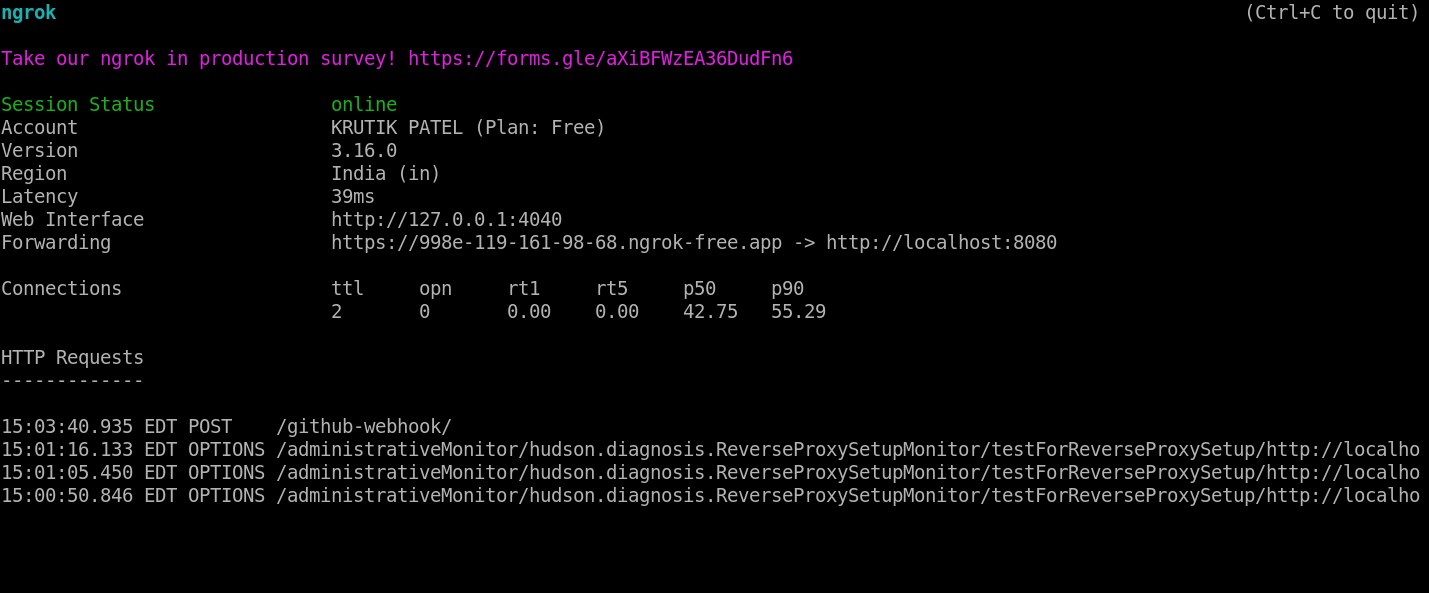 ngrok (Ctrl+C to quit)
Take our ngrok in production survey! https://forms.gle/aXiBFWzEA36DudFn6
Session Status online
Account KRUTIK PATEL (Plan: Free)
Version 3.16.0
Region India (in)
Latency 39ms
Web Interface http://127.0.0.1:4040
Forwarding https://998e-119-161-98-68.ngrok-free.app -> http://localhost:8080
Connections ttl opn rt1 rt5 p50 p90
2 0 0.00 0.00 42.75 55.29
HTTP Requests
-------------
15:03:40.935 EDT POST /github-webhook/
15:01:16.133 EDT OPTIONS /administrativeMonitor/hudson.diagnosis.ReverseProxySetupMonitor/testForReverseProxySetup/http://localho
15:01:05.450 EDT OPTIONS /administrativeMonitor/hudson.diagnosis.ReverseProxySetupMonitor/testForReverseProxySetup/http://localho
15:00:50.846 EDT OPTIONS /administrativeMonitor/hudson.diagnosis.ReverseProxySetupMonitor/testForReverseProxySetup/http://localho